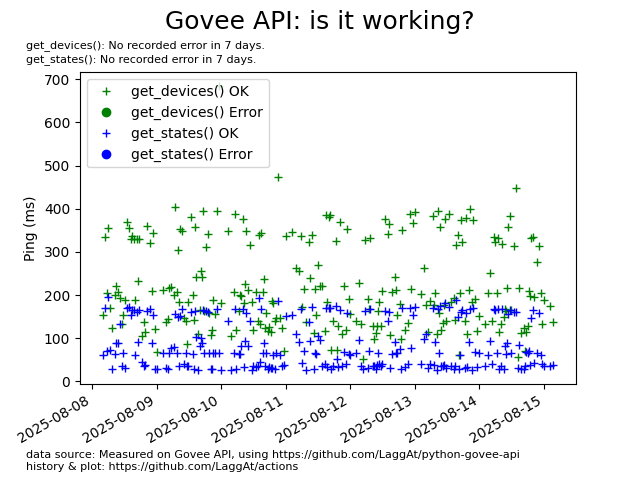 Govee API: is it working?
get_devices(): No recorded error in 7 days.
get_states(): No recorded error in 7 days.
700
600
500
400
300
200
100
0
Ping (ms)
get_devices() OK
get_devices() Error
get_states() OK
get_states() Error
2025-08-08
2025-08-09
2025-08-10
2025-08-11
2025-08-12
2025-08-13
2025-08-14
2025-08-15
data source: Measured on Govee API, using https://github.com/LaggAt/python-govee-api
history & plot: https://github.com/LaggAt/actions